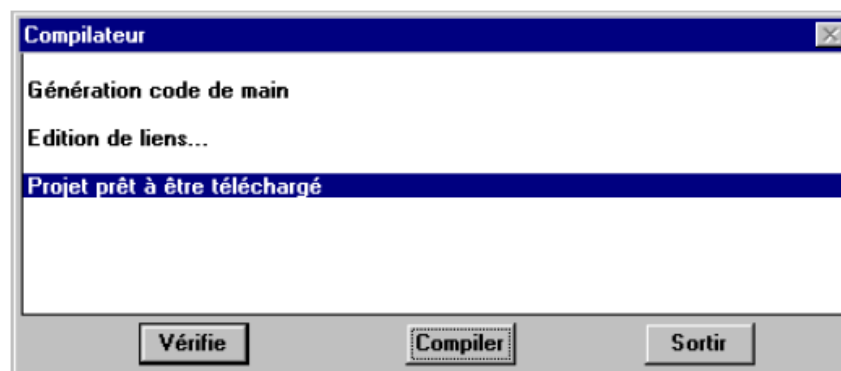 Compilateur
Génération code de main
Edition de liens...
Projet prêt à être téléchargé
Vérifie Compiler Sortir